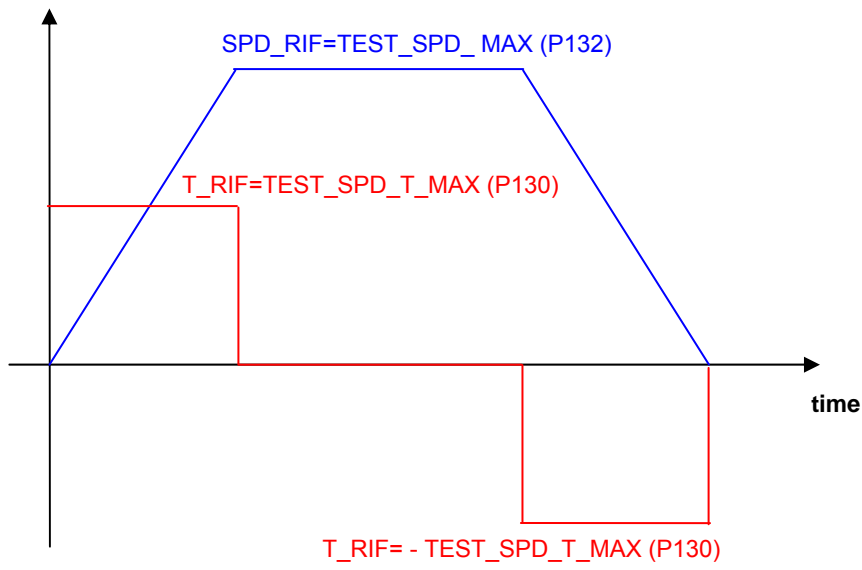 SPD_RIF=TEST_SPD_ MAX (P132)
T_RIF=TEST_SPD_T_MAX (P130)
time
T_RIF= - TEST_SPD_T_MAX (P130)